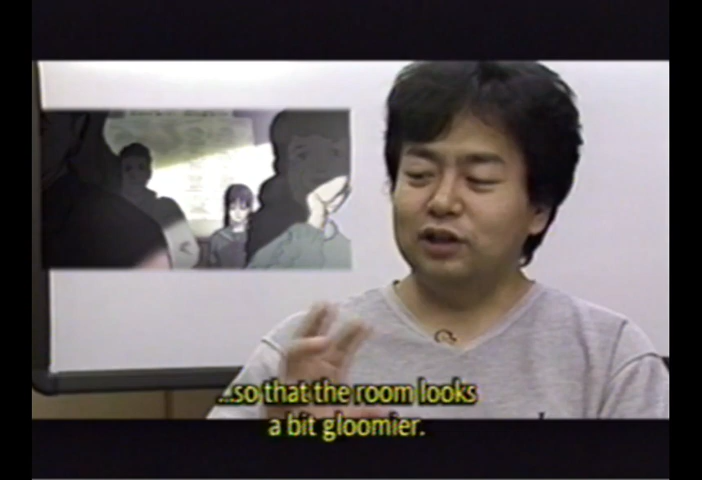 ...so that the room looks
a bit gloomier.